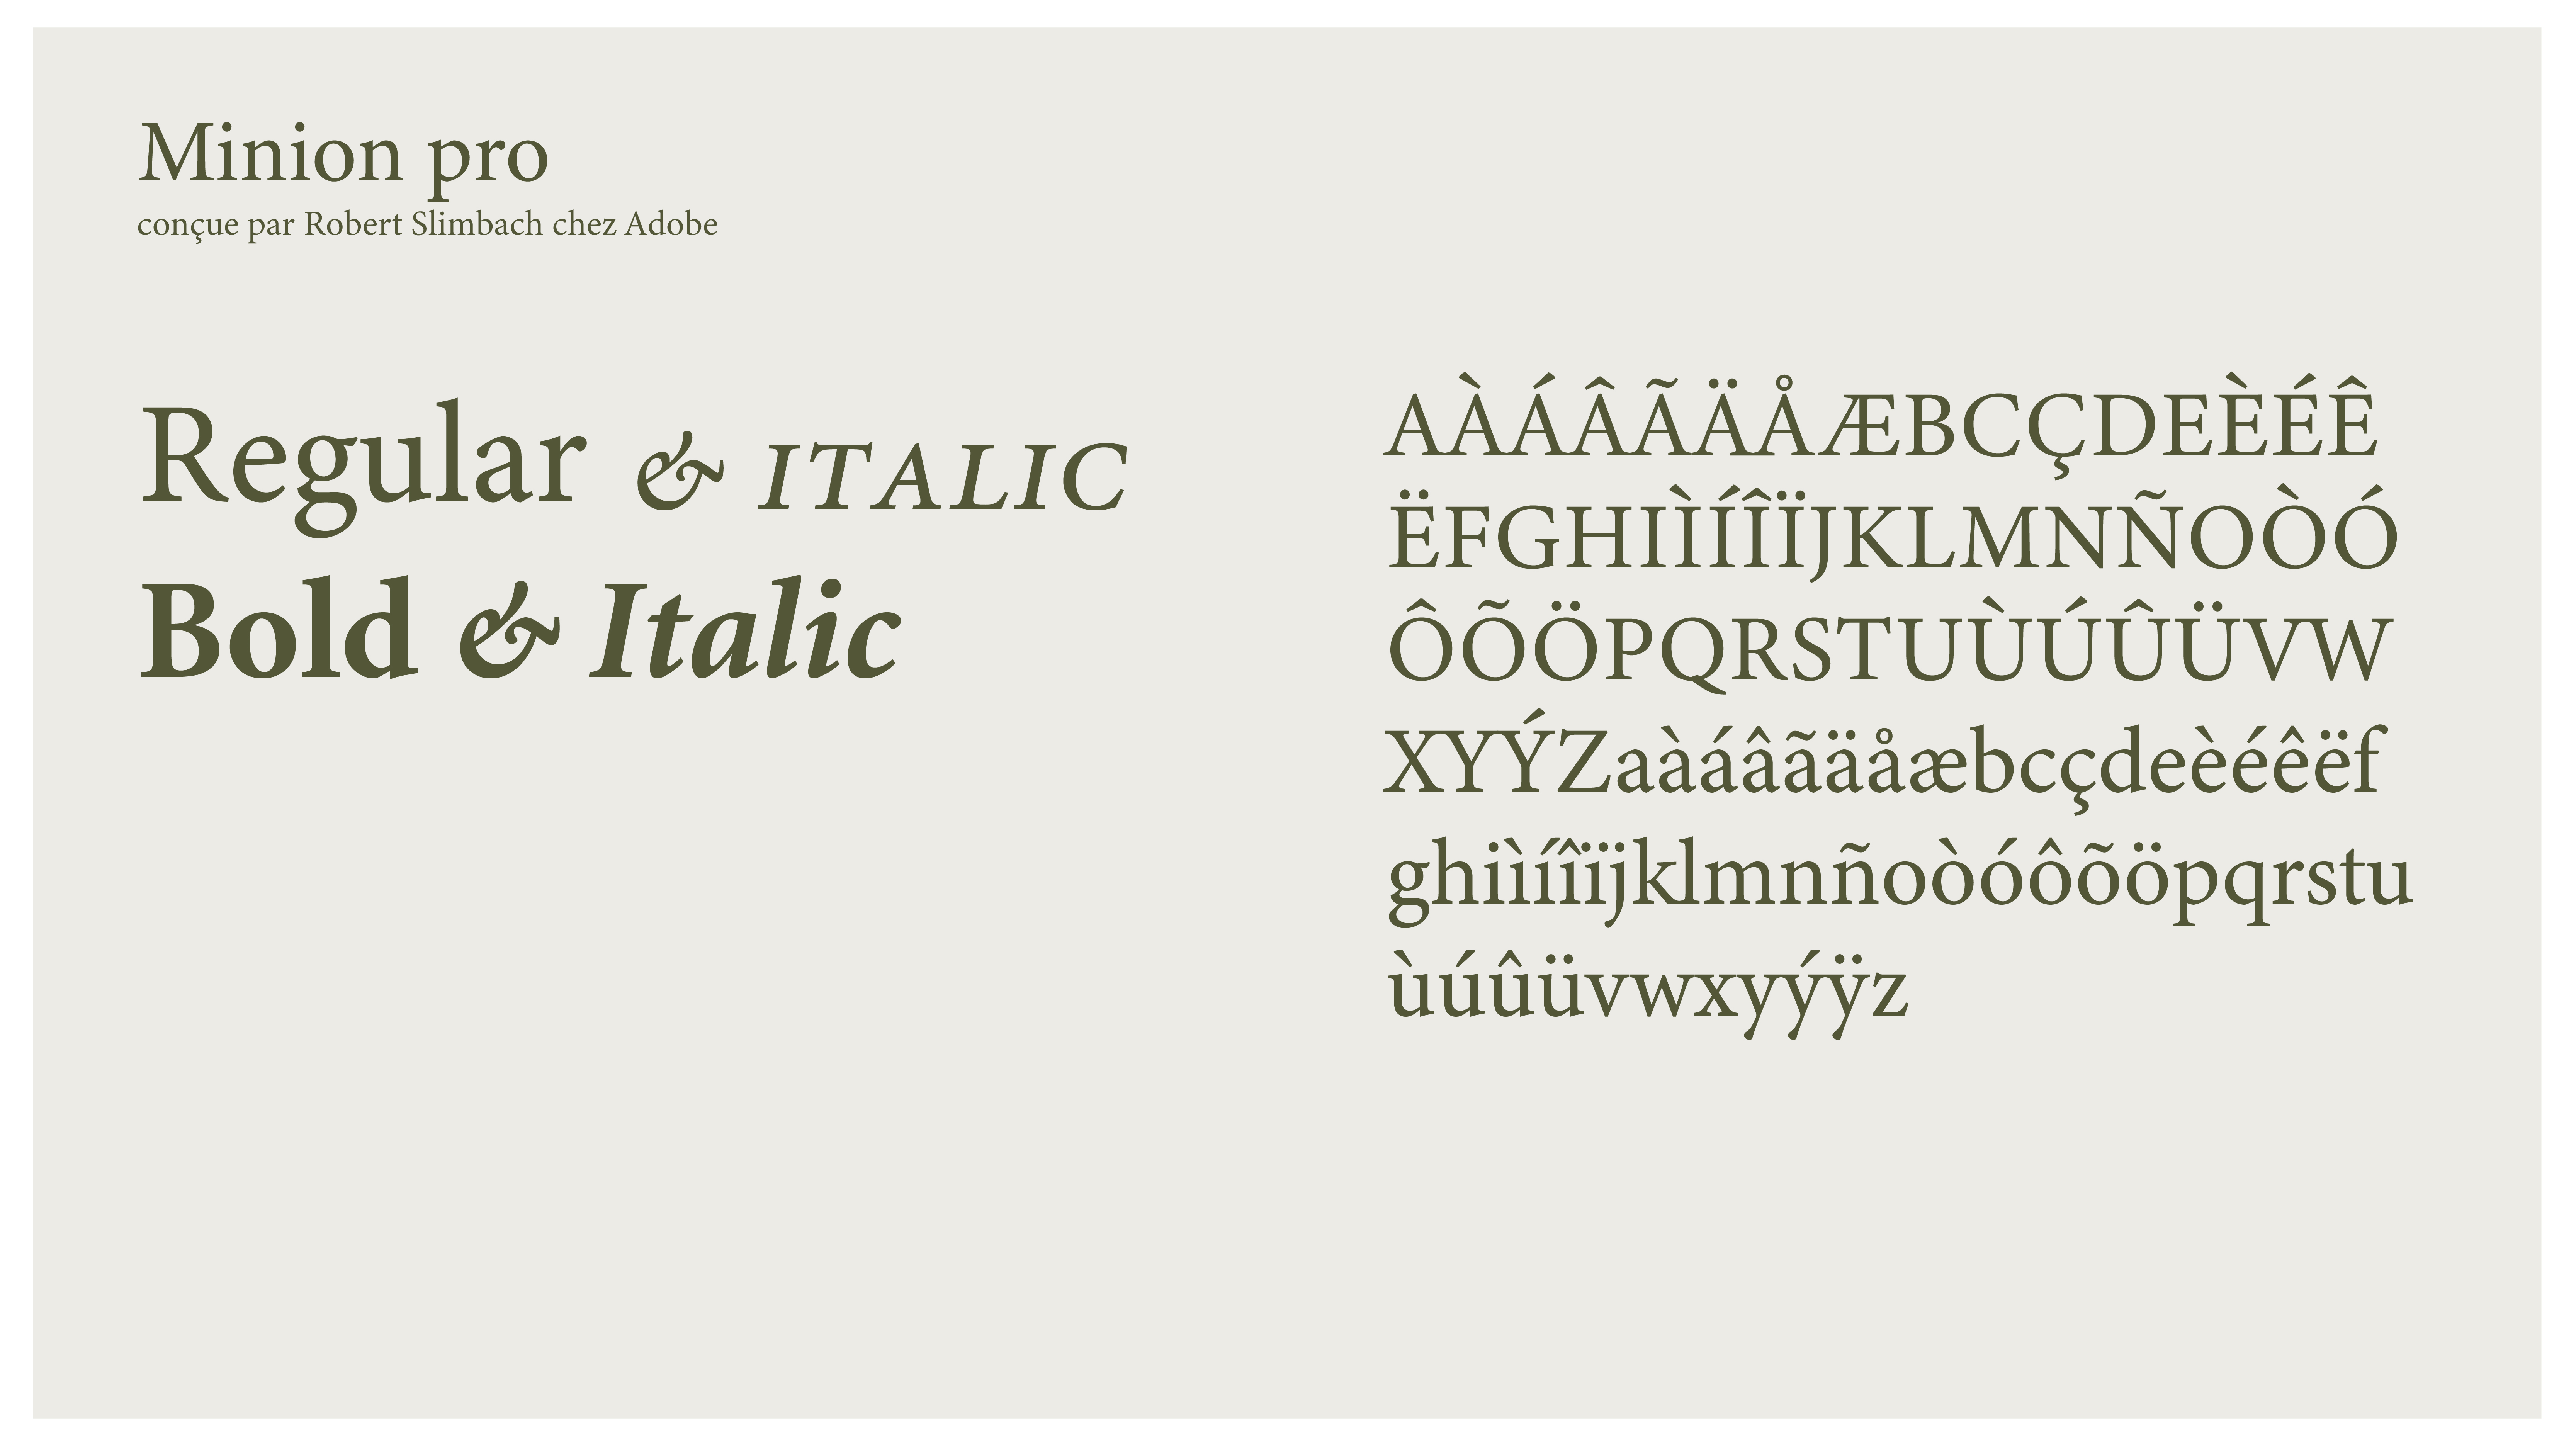 Minion pro
conçue par Robert Slimbach chez Adobe
Regular & ITALIC
Bold & Italic
AÀÁÂÃÄÅÆBCÇDEÈÉÊ
ËFGHIÌÍÎÏJKLMNÑOÒÓ
ÔÕÖPQRSTUÙÚÛÜVW
XYÝZaàáâãäåæbcçdeèéêëf
ghiìíîïjklmnñoòóôõöpqrstu
ùúûüvwxyýÿz